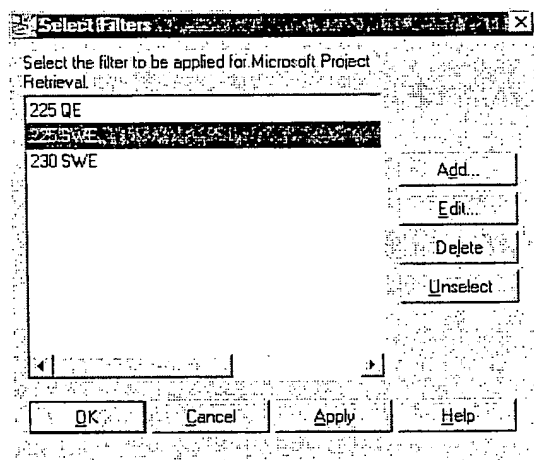 Select Filters
Select the filter to be applied for Microsoft Project
Retrieval.
225 QE
225 SWE
230 SWE
Add...
Edit...
Delete
Unselect
OK
Cancel
Apply
Help